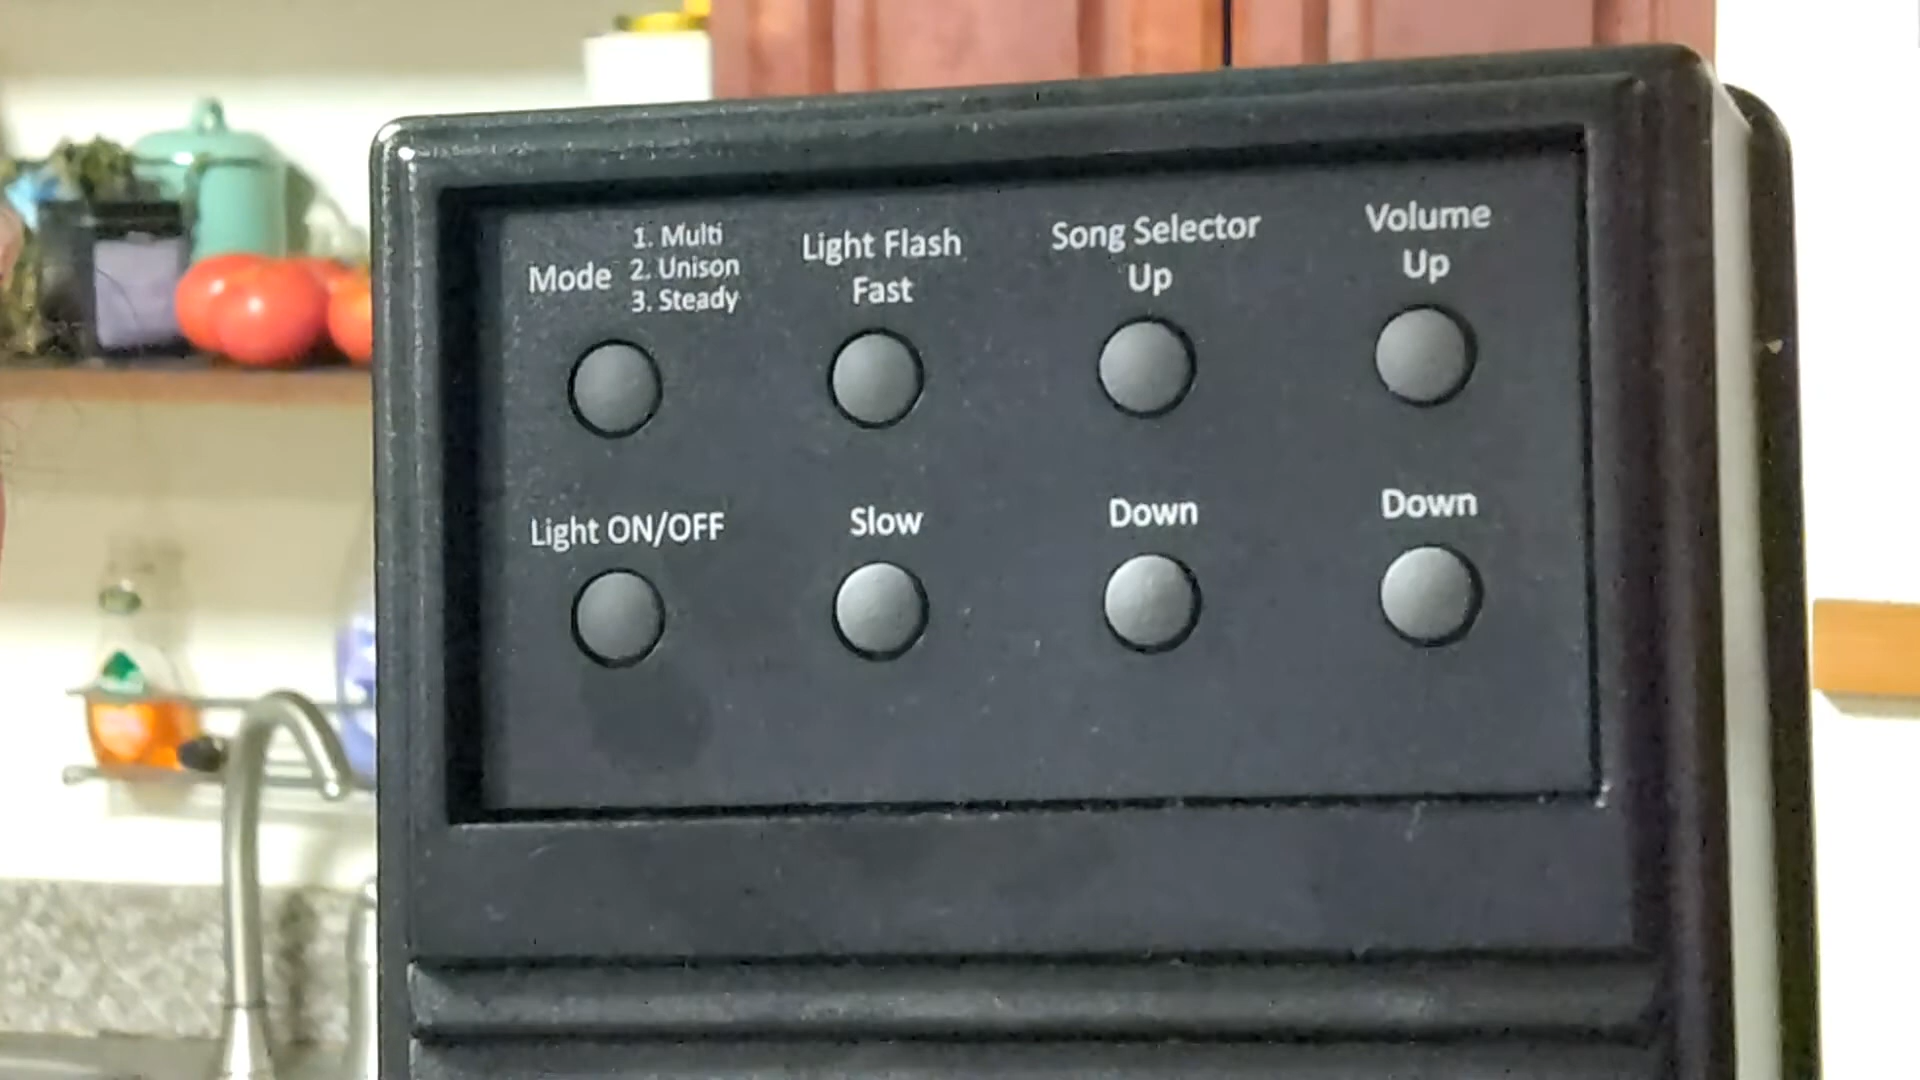 Mode
1. Multi
2. Unison
3. Steady
Light Flash
Fast
Song Selector
Up
Volume
Up
Light ON/OFF
Slow
Down
Down